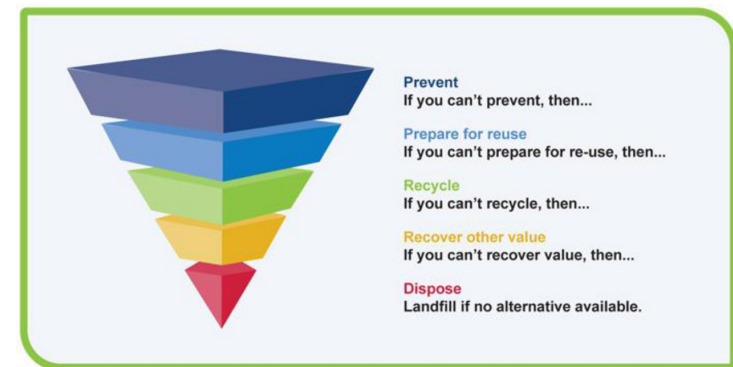 Prevent
If you can't prevent, then...
Prepare for reuse
If you can't prepare for re-use, then...
Recycle
If you can't recycle, then...
Recover other value
If you can't recover value, then...
Dispose
Landfill if no alternative available.